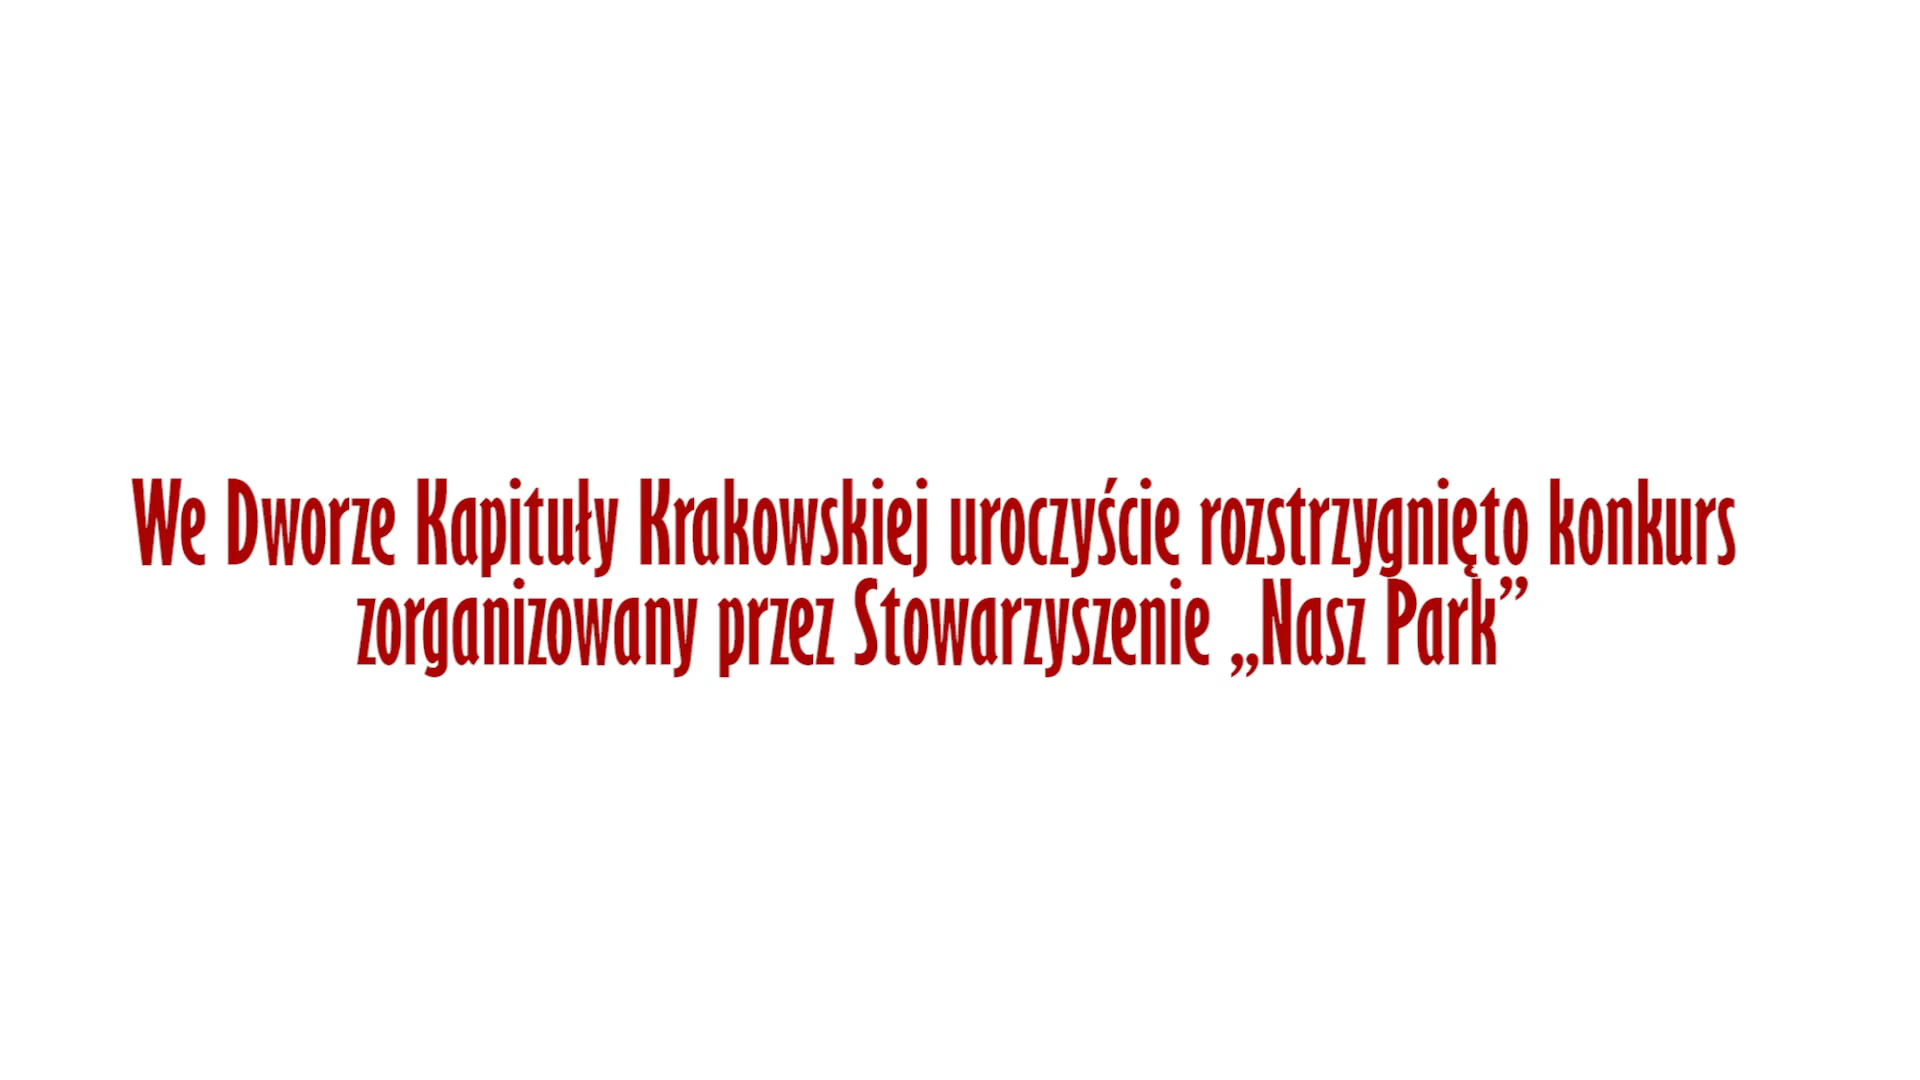 We Dworze Kapituły Krakowskiej uroczyście rozstrzygnięto konkurs
zorganizowany przez Stowarzyszenie „Nasz Park”